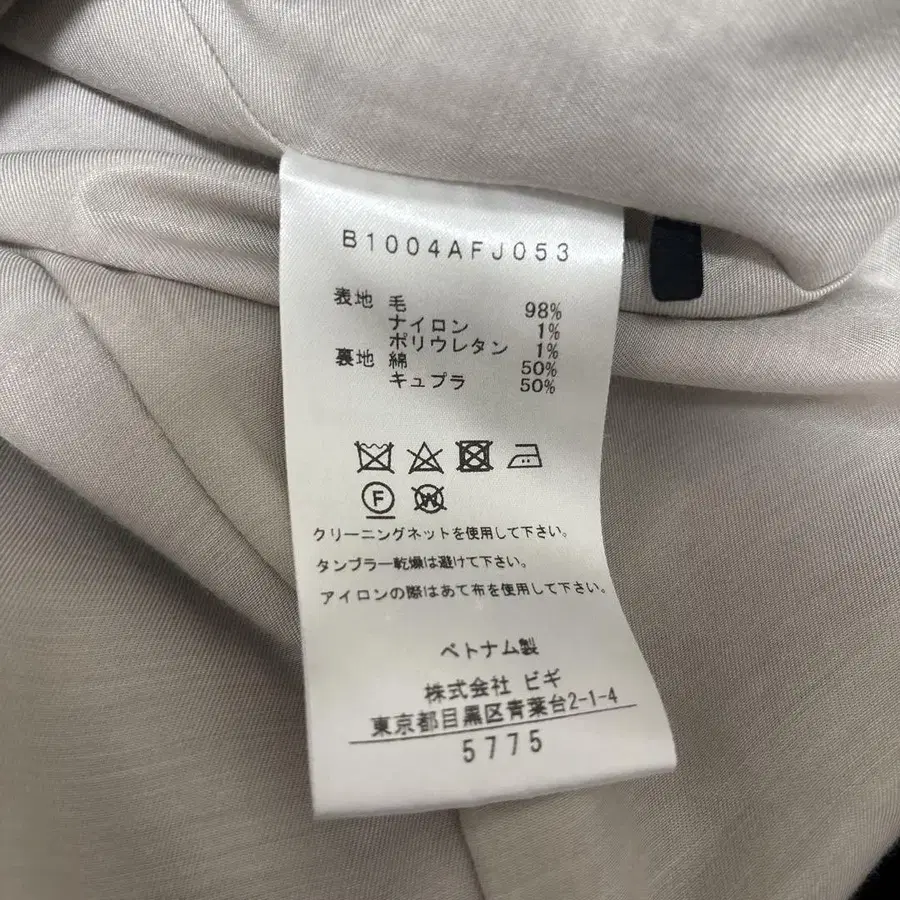 B1004AFJ053
表地 毛 98%
ナイロン 1%
ポリウレタン 1%
裏地 綿 50%
キュプラ 50%
F W
クリーニングネットを使用して下さい。
タンブラー乾燥は避けて下さい。
アイロンの際はあて布を使用して下さい。
ベトナム製
株式会社 ビギ
東京都目黒区青葉台2-1-4
5775